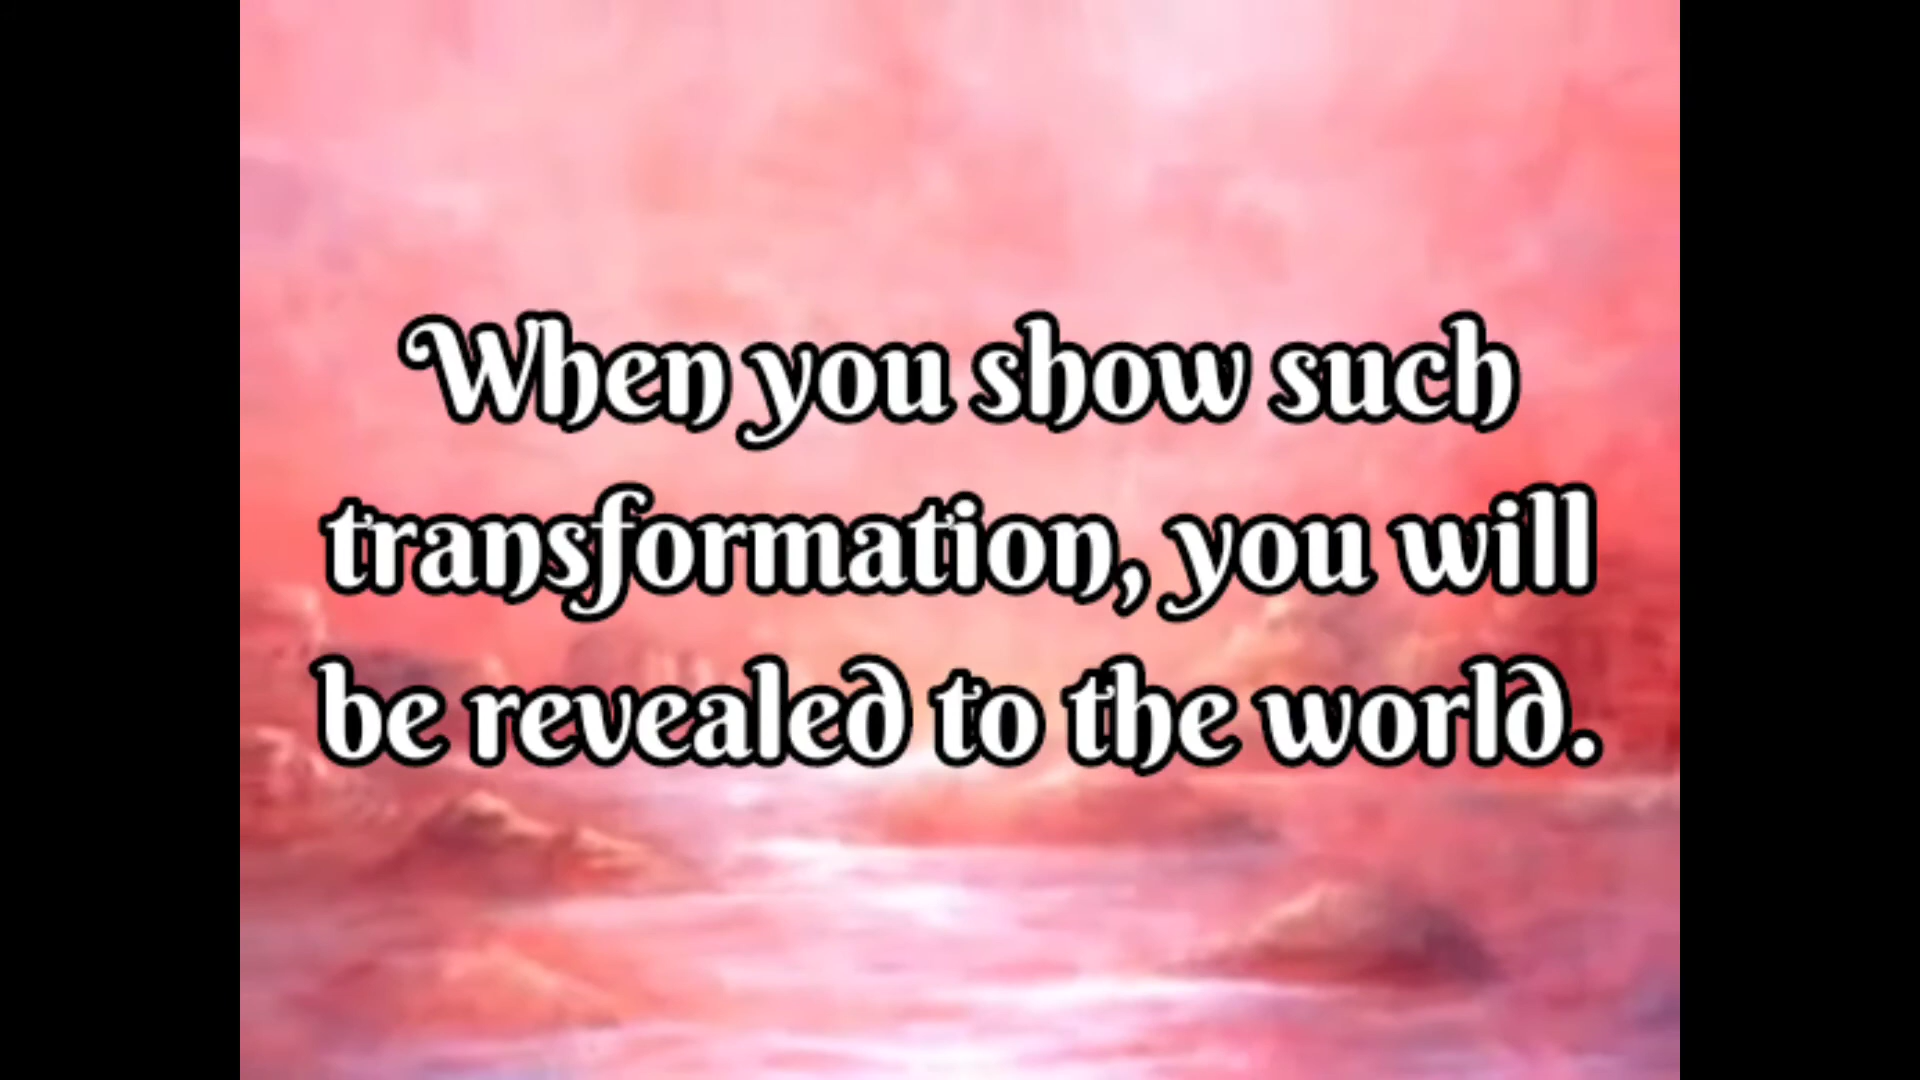 When you show such
transformation, you will
be revealed to the world.